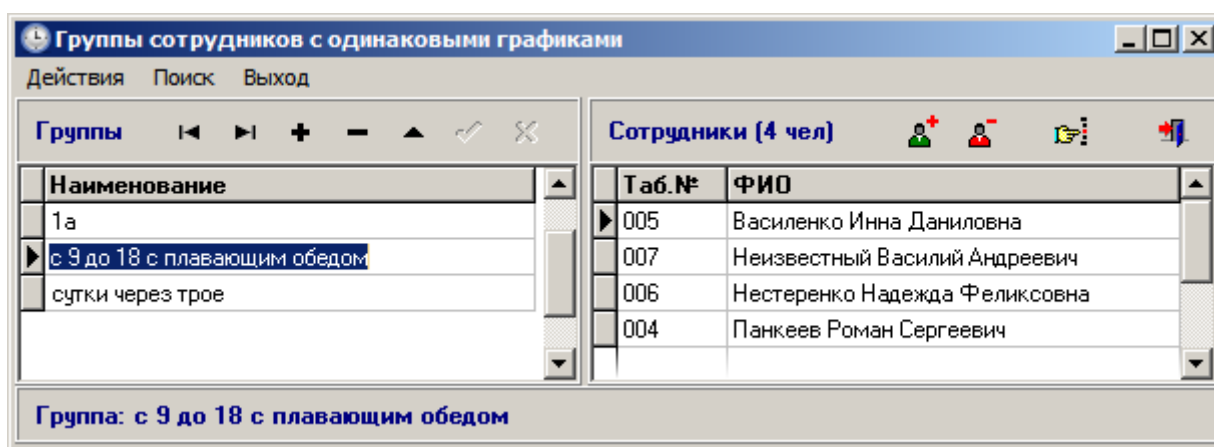 Группы сотрудников с одинаковыми графиками
Действия Поиск Выход
Группы
Наименование
1а
с 9 до 18 с плавающим обедом
сутки через трое
Сотрудники (4 чел)
Таб.№ ФИО
005 Василенко Инна Даниловна
007 Неизвестный Василий Андреевич
006 Нестеренко Надежда Феликсовна
004 Панкеев Роман Сергеевич
Группа: с 9 до 18 с плавающим обедом